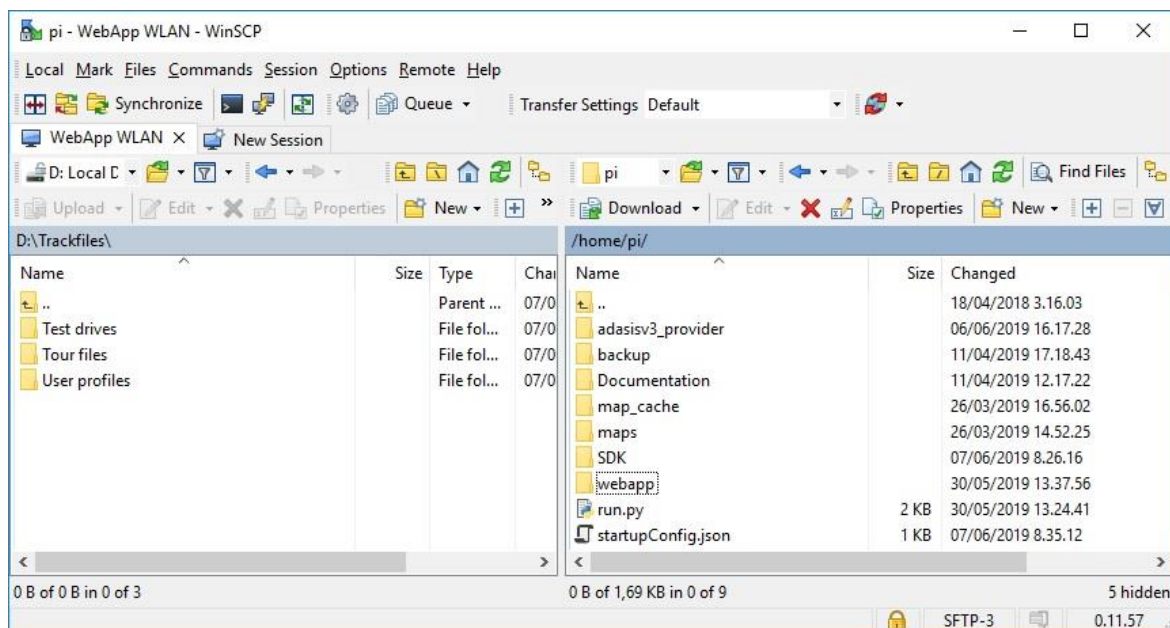 pi - WebApp WLAN - WinSCP
Local Mark Files Commands Session Options Remote Help
Synchronize Queue Transfer Settings Default
WebApp WLAN New Session
D: Local D pi Find Files
Upload Edit Properties New » Download Edit Properties New
D:\Trackfiles\ /home/pi/
Name Size Type Chan Name Size Changed
.. Parent ... 07/0 .. 18/04/2018 3.16.03
Test drives File fol... 07/0 adasisv3_provider 06/06/2019 16.17.28
Tour files File fol... 07/0 backup 11/04/2019 17.18.43
User profiles File fol... 07/0 Documentation 11/04/2019 12.17.22
map_cache 26/03/2019 16.56.02
maps 26/03/2019 14.52.25
SDK 07/06/2019 8.26.16
webapp 30/05/2019 13.37.56
run.py 2 KB 30/05/2019 13.24.41
startupConfig.json 1 KB 07/06/2019 8.35.12
0 B of 0 B in 0 of 3 0 B of 1,69 KB in 0 of 9 5 hidden
SFTP-3 0.11.57